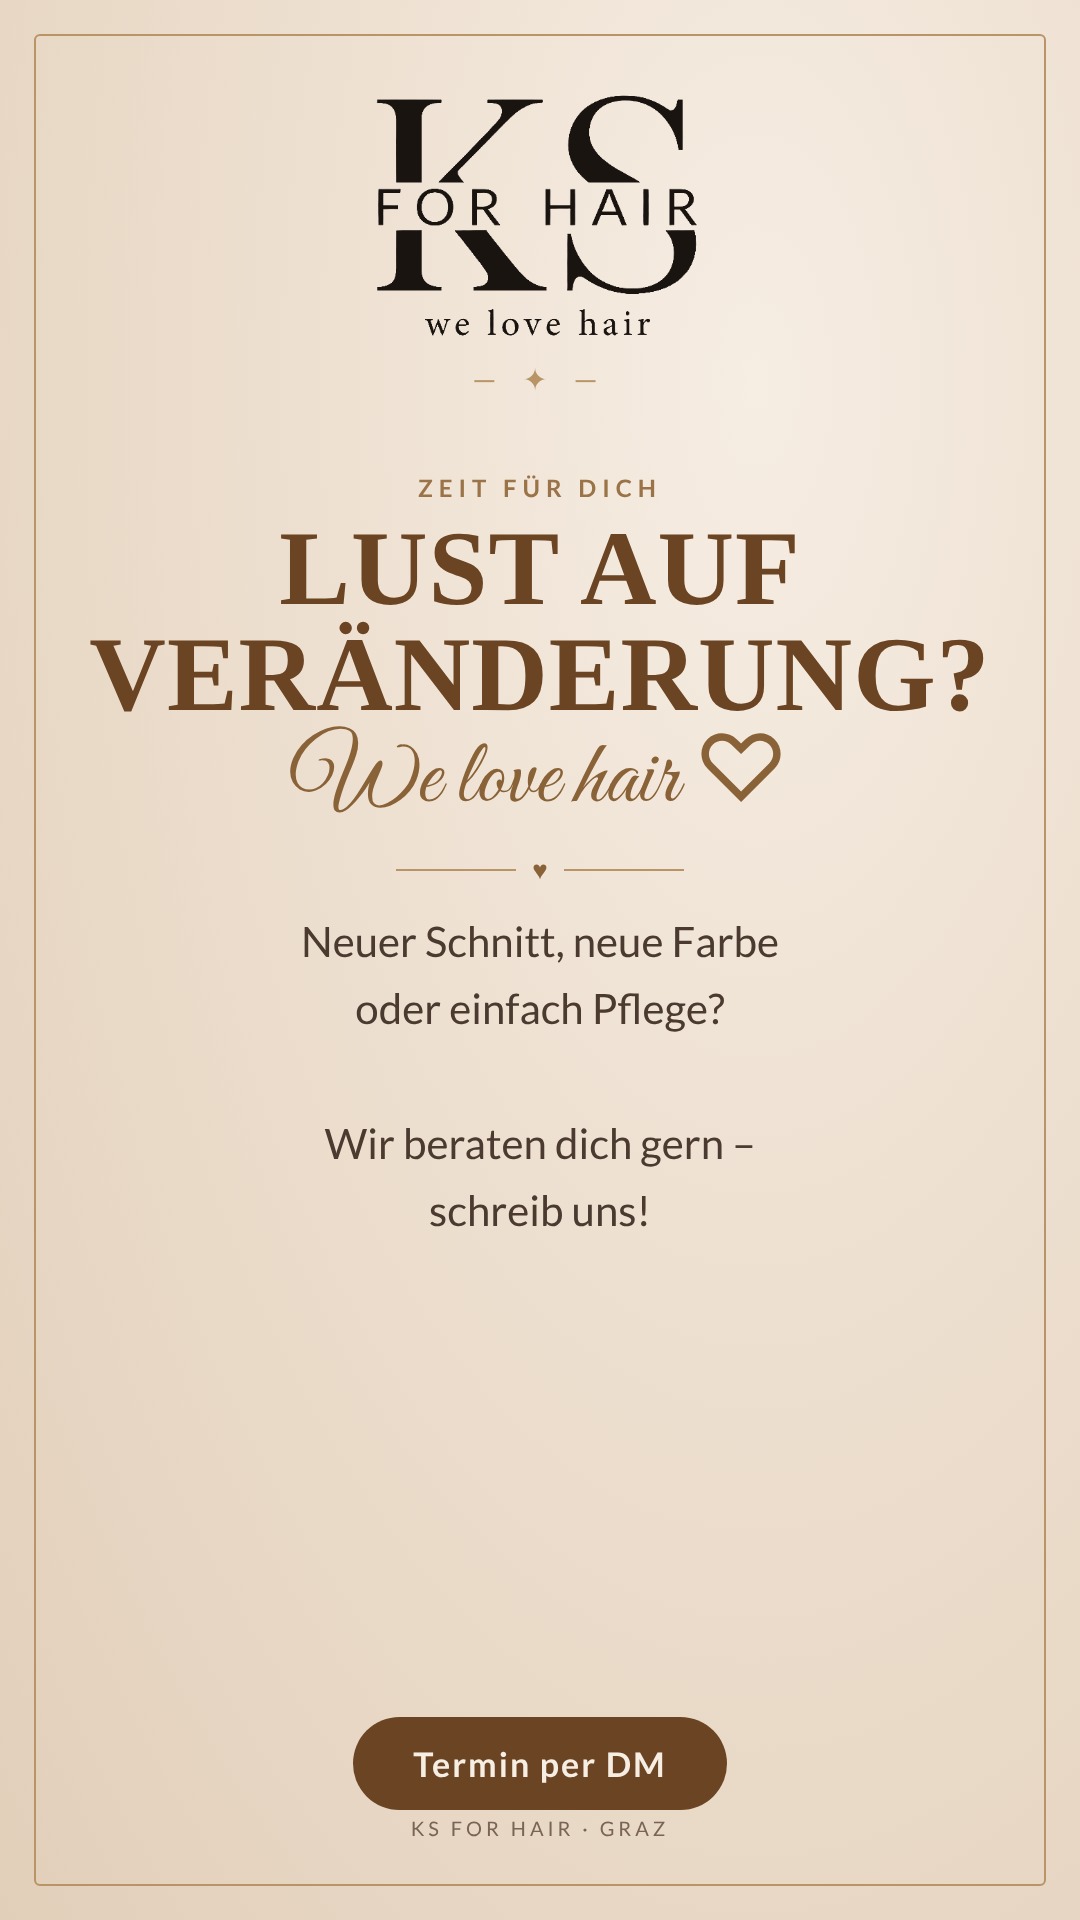 KS
FOR HAIR
we love hair
ZEIT FÜR DICH
LUST AUF
VERÄNDERUNG?
We love hair
Neuer Schnitt, neue Farbe
oder einfach Pflege?
Wir beraten dich gern –
schreib uns!
Termin per DM
KS FOR HAIR · GRAZ